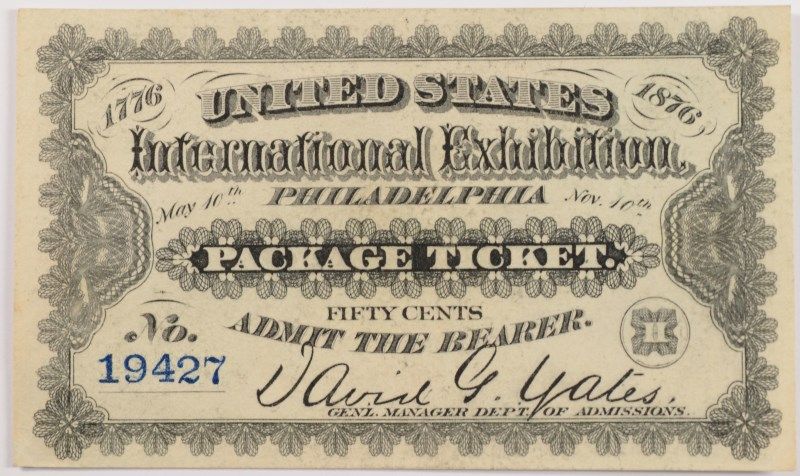 1776 UNITED STATES 1876
International Exhibition,
May 10th PHILADELPHIA Nov. 10th
PACKAGE TICKET.
FIFTY CENTS
ADMIT THE BEARER.
No.
19427
H
David G. Yates,
GENL. MANAGER DEPT. OF ADMISSIONS.